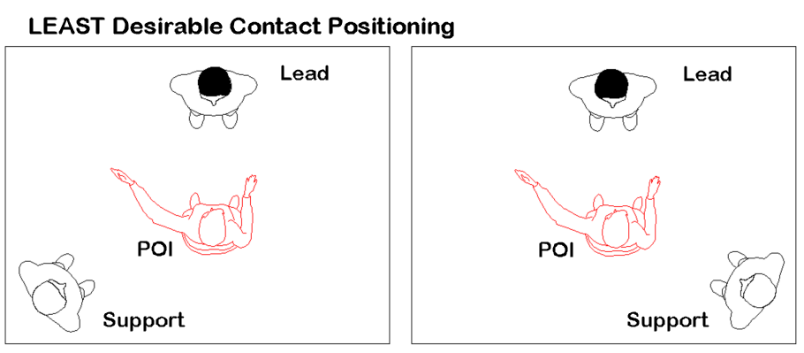 LEAST Desirable Contact Positioning
Lead
POI
Support
Lead
POI
Support